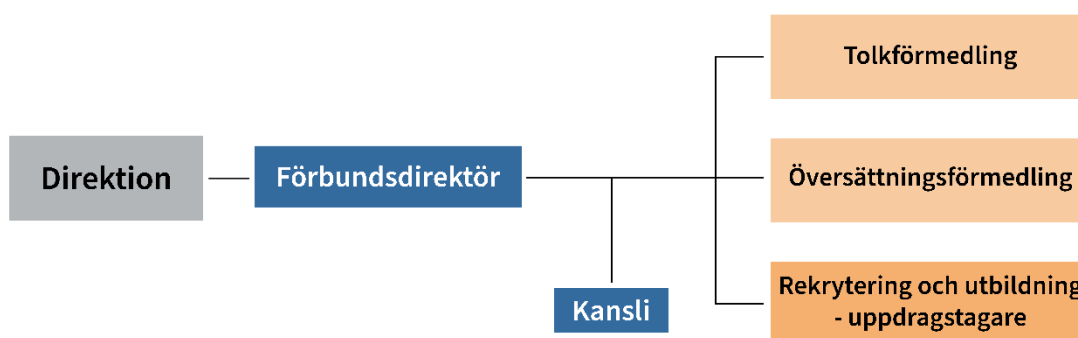 Direktion
Förbundsdirektör
Kansli
Tolkförmedling
Översättningsförmedling
Rekrytering och utbildning
- uppdragstagare